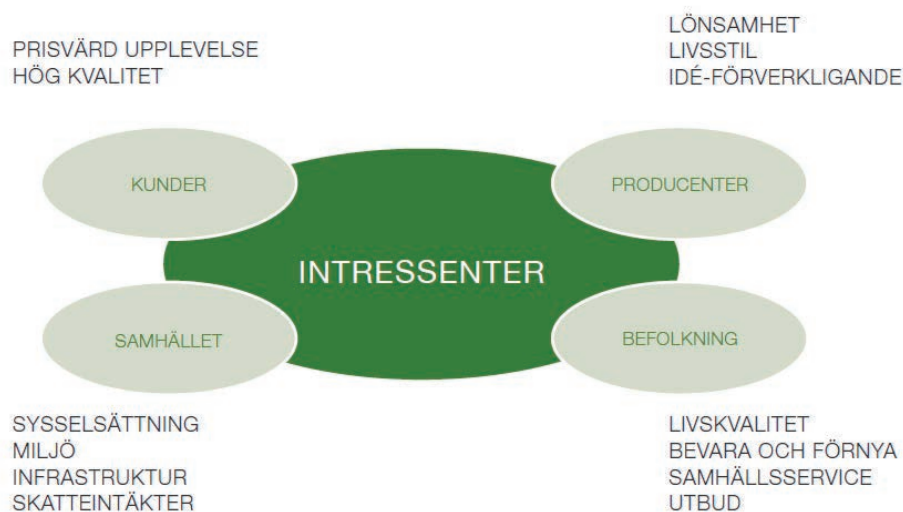 PRISVÄRD UPPLEVELSE
HÖG KVALITET
LÖNSAMHET
LIVSSTIL
IDÉ-FÖRVERKLIGANDE
KUNDER
PRODUCENTER
INTRESSENTER
SAMHÄLLET
BEFOLKNING
SYSSELSÄTTNING
MILJÖ
INFRASTRUKTUR
SKATTEINTÄKTER
LIVSKVALITET
BEVARA OCH FÖRNYA
SAMHÄLLSSERVICE
UTBUD